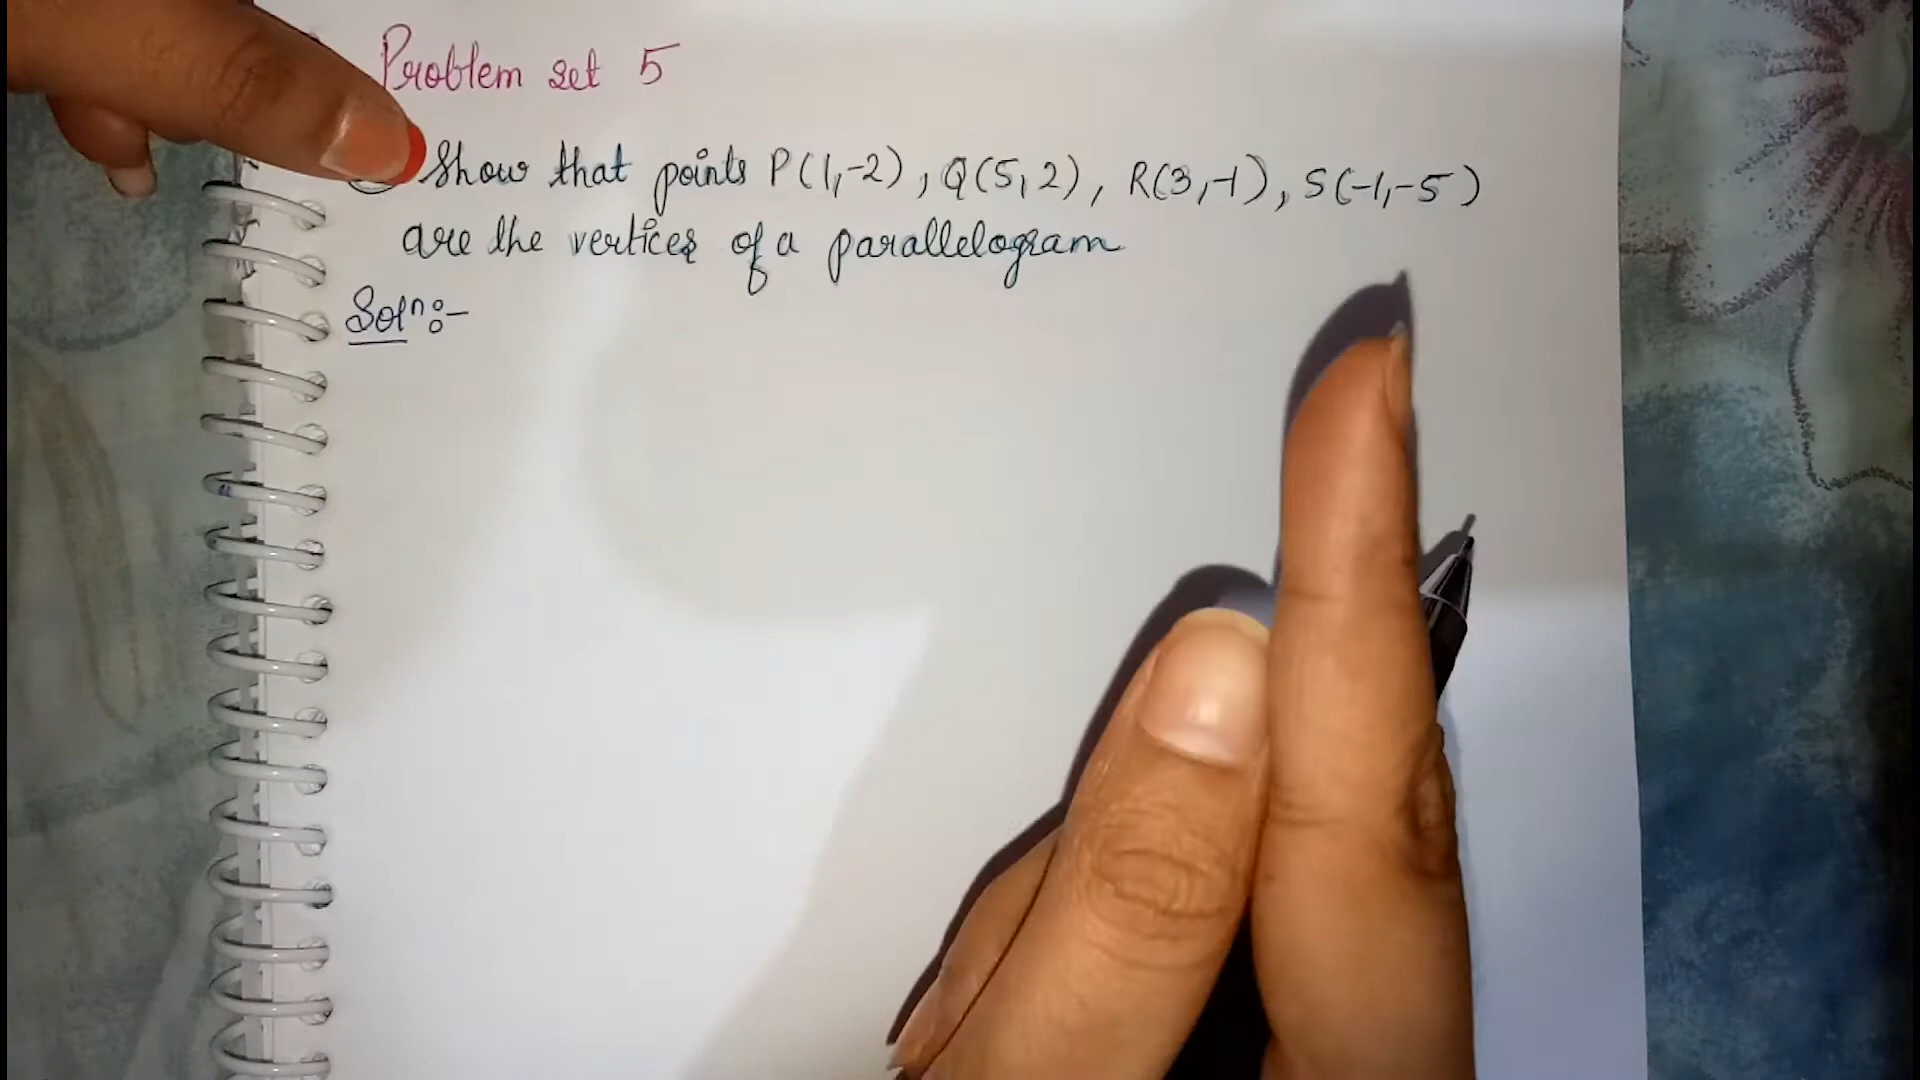 Problem set 5
Show that points P(1,-2), Q(5,2), R(3,-1), S(-1,-5)
are the vertices of a parallelogram
Solⁿ:-